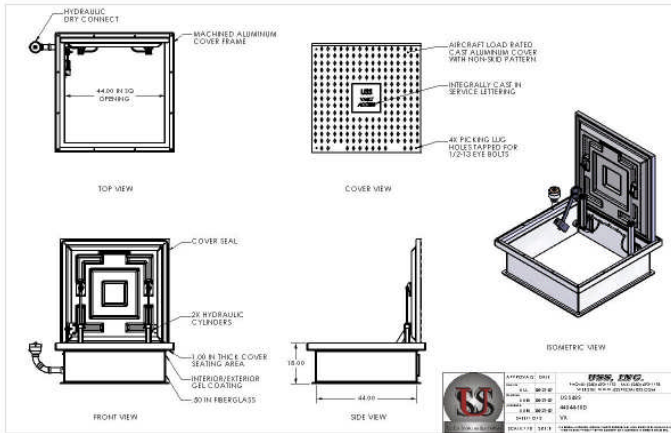 HYDRAULIC
DRY CONNECT
MACHINED ALUMINUM
COVER FRAME
44.00 IN SQ
OPENING
TOP VIEW
AIRCRAFT LOAD RATED
CAST ALUMINUM COVER
WITH NON-SKID PATTERN
USS
VAULT
ACCESS
INTEGRALLY CAST IN
SERVICE LETTERING
4X PICKING LUG
HOLES TAPPED FOR
1/2-13 EYE BOLTS
COVER VIEW
COVER SEAL
2X HYDRAULIC
CYLINDERS
1.00 IN THICK COVER
SEATING AREA
INTERIOR/EXTERIOR
GEL COATING
.50 IN FIBERGLASS
FRONT VIEW
18.00
44.00
SIDE VIEW
ISOMETRIC VIEW
APPROVALS DATE
USS, INC.
US
VA